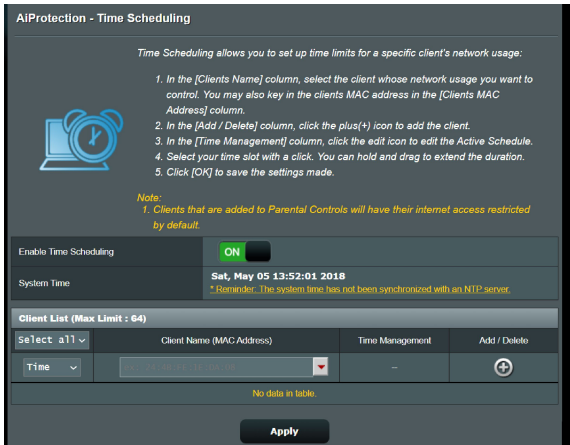 AiProtection - Time Scheduling
Time Scheduling allows you to set up time limits for a specific client's network usage:
1. In the [Clients Name] column, select the client whose network usage you want to
control. You may also key in the clients MAC address in the [Clients MAC
Address] column.
2. In the [Add / Delete] column, click the plus(+) icon to add the client.
3. In the [Time Management] column, click the edit icon to edit the Active Schedule.
4. Select your time slot with a click. You can hold and drag to extend the duration.
5. Click [OK] to save the settings made.
Note:
1. Clients that are added to Parental Controls will have their internet access restricted
by default.
Enable Time Scheduling ON
System Time
Sat, May 05 13:52:01 2018
* Reminder: The system time has not been synchronized with an NTP server.
Client List (Max Limit : 64)
Select all Client Name (MAC Address) Time Management Add / Delete
Time --
No data in table.
Apply